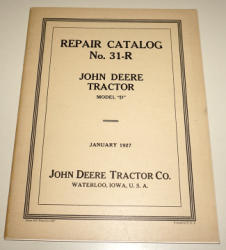 REPAIR CATALOG
No. 31-R
JOHN DEERE
TRACTOR
MODEL "D"
JANUARY 1927
JOHN DEERE TRACTOR CO.
WATERLOO, IOWA, U. S. A.